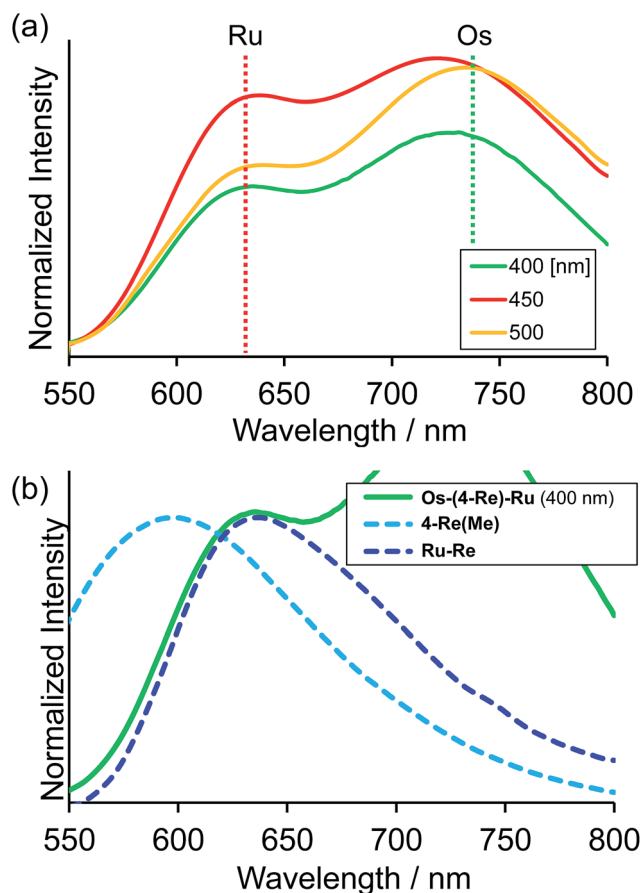 (a)
Ru
Os
Normalized Intensity
400 [nm]
450
500
550 600 650 700 750 800
Wavelength / nm
(b)
Os-(4-Re)-Ru (400 nm)
4-Re(Me)
Ru-Re
Normalized Intensity
550 600 650 700 750 800
Wavelength / nm